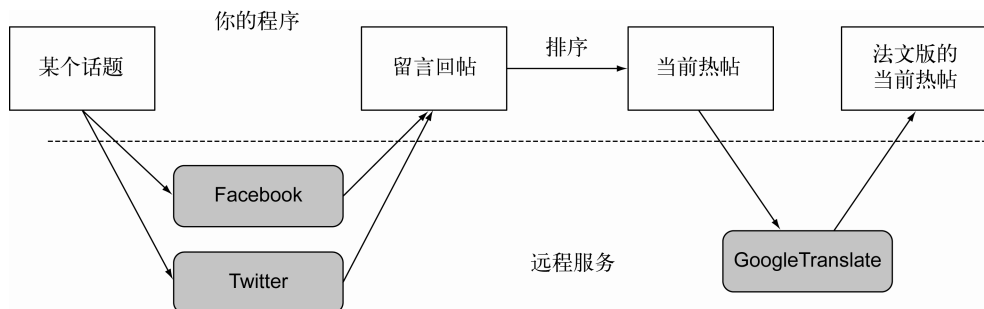 你的程序
某个话题
留言回帖
排序
当前热帖
法文版的
当前热帖
Facebook
Twitter
远程服务
GoogleTranslate